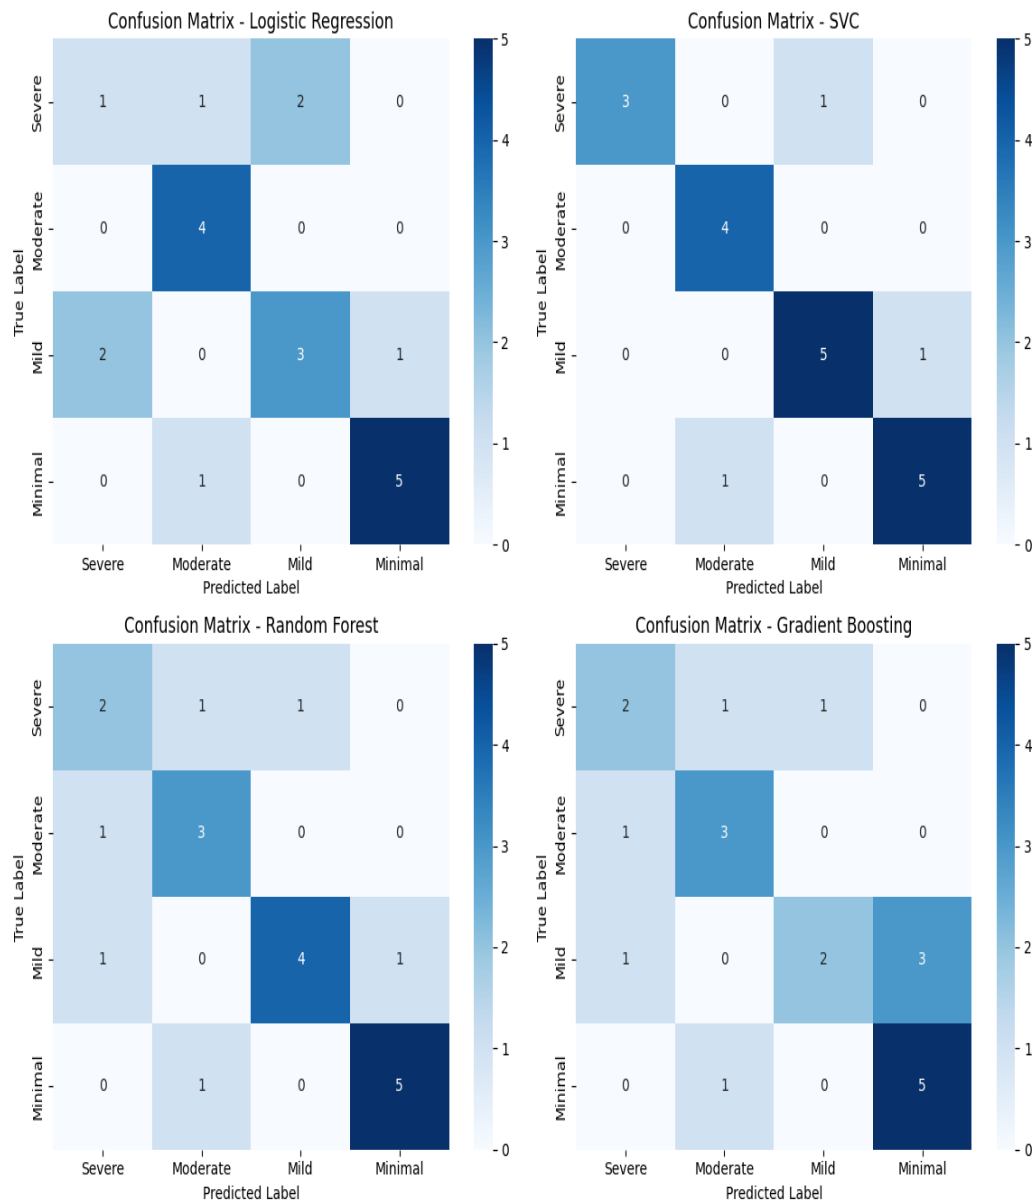 Confusion Matrix - Logistic Regression
Severe
Moderate
Mild
Minimal
True Label
1 1 2 0
0 4 0 0
2 0 3 1
0 1 0 5
Severe Moderate Mild Minimal
Predicted Label
5
4
3
2
1
0
Confusion Matrix - SVC
Severe
Moderate
Mild
Minimal
True Label
3 0 1 0
0 4 0 0
0 0 5 1
0 1 0 5
Severe Moderate Mild Minimal
Predicted Label
5
4
3
2
1
0
Confusion Matrix - Random Forest
Severe
Moderate
Mild
Minimal
True Label
2 1 1 0
1 3 0 0
1 0 4 1
0 1 0 5
Severe Moderate Mild Minimal
Predicted Label
5
4
3
2
1
0
Confusion Matrix - Gradient Boosting
Severe
Moderate
Mild
Minimal
True Label
2 1 1 0
1 3 0 0
1 0 2 3
0 1 0 5
Severe Moderate Mild Minimal
Predicted Label
5
4
3
2
1
0